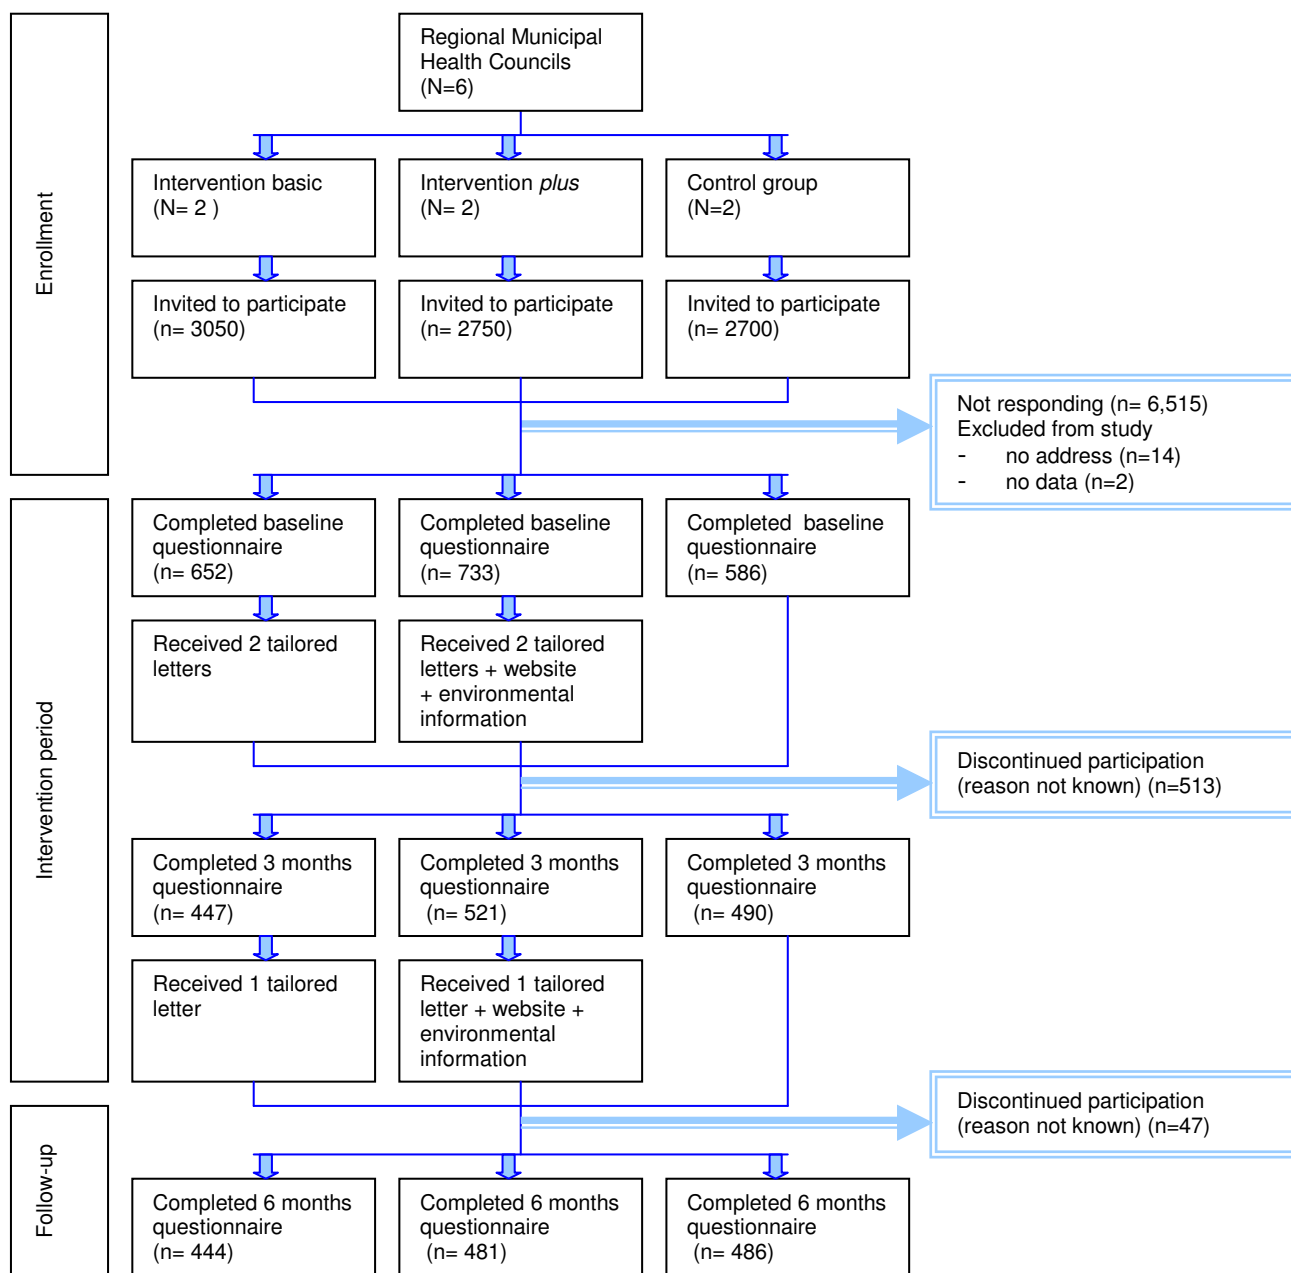 Regional Municipal
Health Councils
(N=6)
Enrollment
Intervention basic
(N= 2 )
Intervention plus
(N= 2)
Control group
(N=2)
Invited to participate
(n= 3050)
Invited to participate
(n= 2750)
Invited to participate
(n= 2700)
Not responding (n= 6,515)
Excluded from study
- no address (n=14)
- no data (n=2)
Intervention period
Completed baseline
questionnaire
(n= 652)
Completed baseline
questionnaire
(n= 733)
Completed baseline
questionnaire
(n= 586)
Received 2 tailored
letters
Received 2 tailored
letters + website
+ environmental
information
Discontinued participation
(reason not known) (n=513)
Completed 3 months
questionnaire
(n= 447)
Completed 3 months
questionnaire
(n= 521)
Completed 3 months
questionnaire
(n= 490)
Received 1 tailored
letter
Received 1 tailored
letter + website +
environmental
information
Discontinued participation
(reason not known) (n=47)
Follow-up
Completed 6 months
questionnaire
(n= 444)
Completed 6 months
questionnaire
(n= 481)
Completed 6 months
questionnaire
(n= 486)